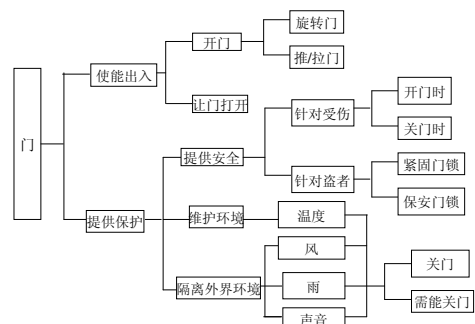 门
使能出入
开门
旋转门
推/拉门
让门打开
提供保护
提供安全
针对受伤
开门时
关门时
针对盗者
紧固门锁
保安门锁
维护环境
温度
隔离外界环境
风
雨
声音
关门
需能关门